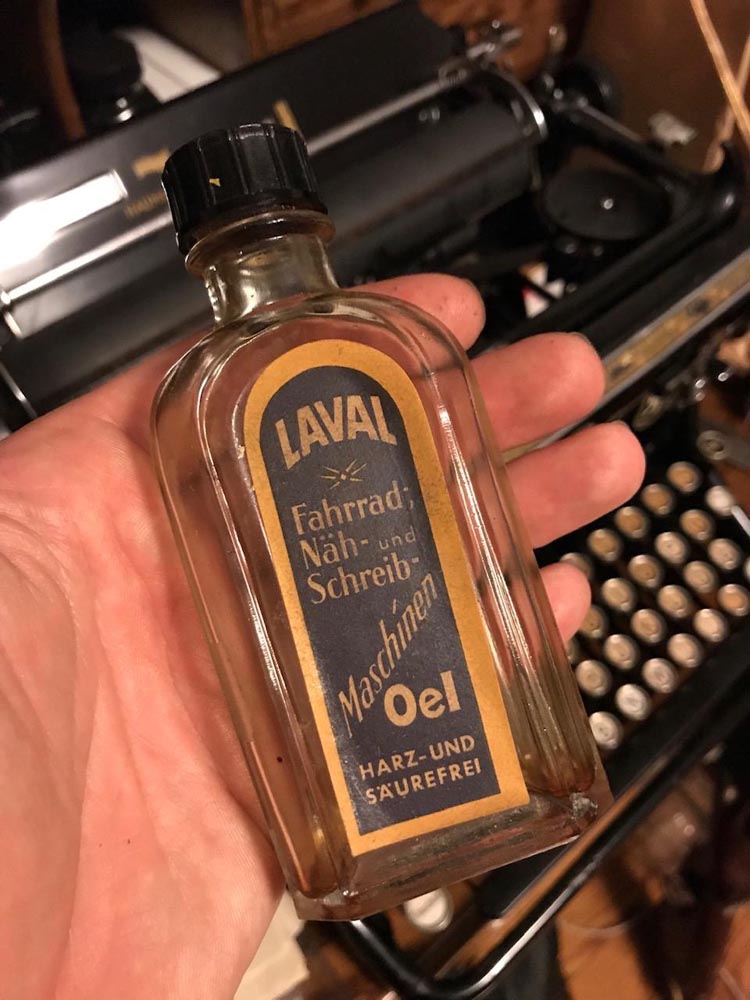 LAVAL
Fahrrad-,
Näh- und
Schreib-
Maschinen
Oel
HARZ-UND
SÄUREFREI